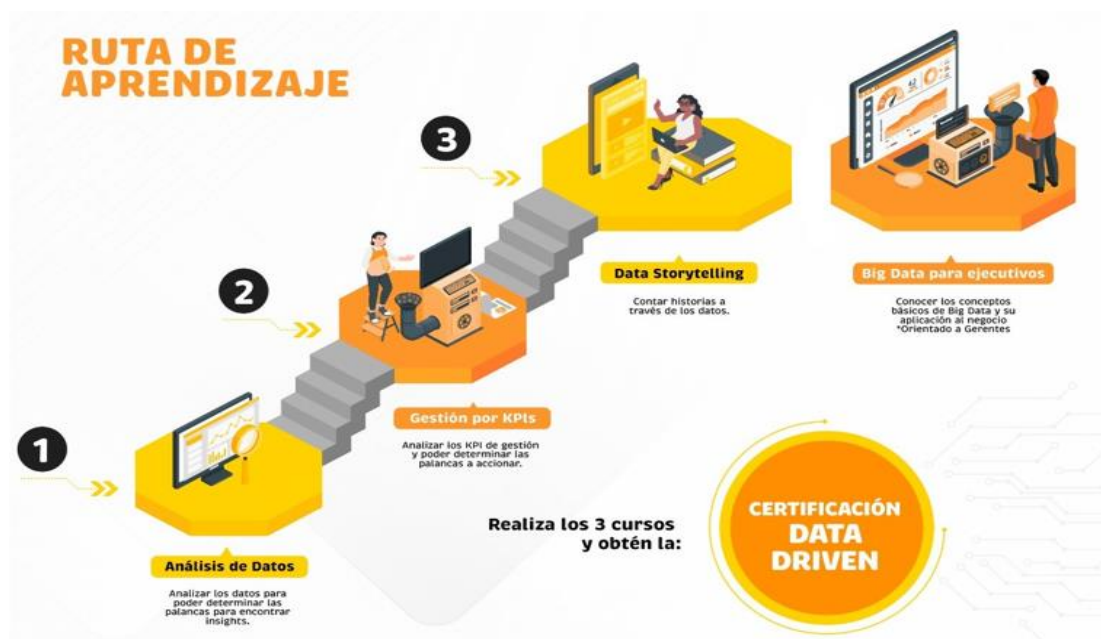 RUTA DE
APRENDIZAJE
1
Análisis de Datos
Analizar los datos para
poder determinar las
palancas para encontrar
insights.
2
Gestión por KPIs
Analizar los KPI de gestión
y poder determinar las
palancas a accionar.
3
Data Storytelling
Contar historias a
través de los datos.
Big Data para ejecutivos
Conocer los conceptos
básicos de Big Data y su
aplicación al negocio
*Orientado a Gerentes
Realiza los 3 cursos
y obtén la:
CERTIFICACIÓN
DATA
DRIVEN